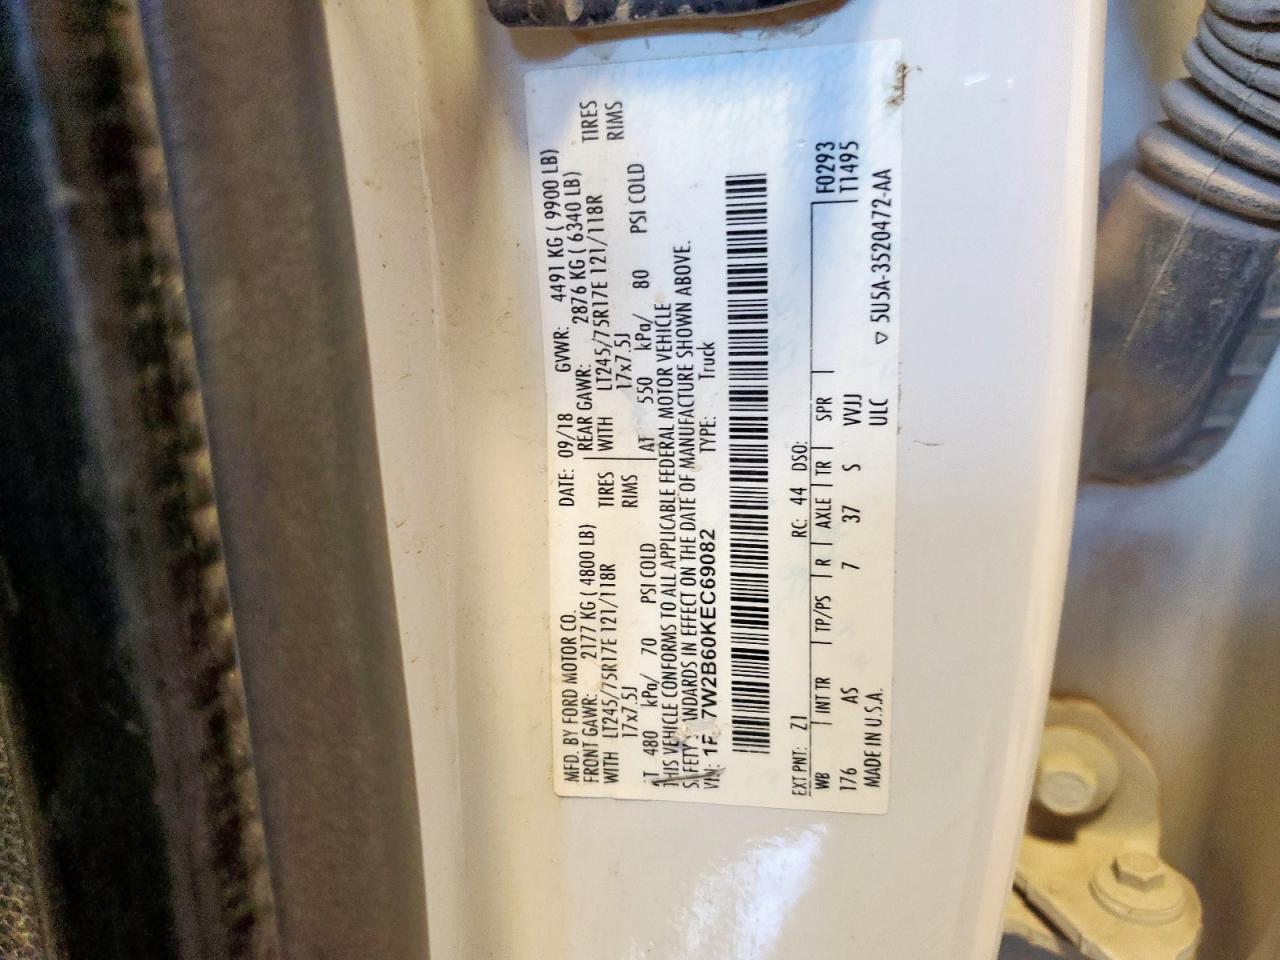 MFD. BY FORD MOTOR CO.
DATE: 09/18
GVWR: 4491 KG ( 9900 LB)
FRONT GAWR: 2177 KG ( 4800 LB)
REAR GAWR: 2876 KG ( 6340 LB)
WITH LT245/75R17E 121/118R TIRES
WITH LT245/75R17E 121/118R TIRES
17x7.5J RIMS
17x7.5J RIMS
480 kPa/ 70 PSI COLD
AT 550 kPa/ 80 PSI COLD
THIS VEHICLE CONFORMS TO ALL APPLICABLE FEDERAL MOTOR VEHICLE
IN EFFECT ON THE DATE OF MANUFACTURE SHOWN ABOVE.
7W2B60KEC69082
TYPE: Truck
EXT PNT: Z1 RC: 44 DSO:
WB INT TR TP/PS R AXLE TR SPR F0293
176 AS 7 37 S VVJJ T1495
MADE IN U.S.A. ULC ▽ 5U5A-3520472-AA